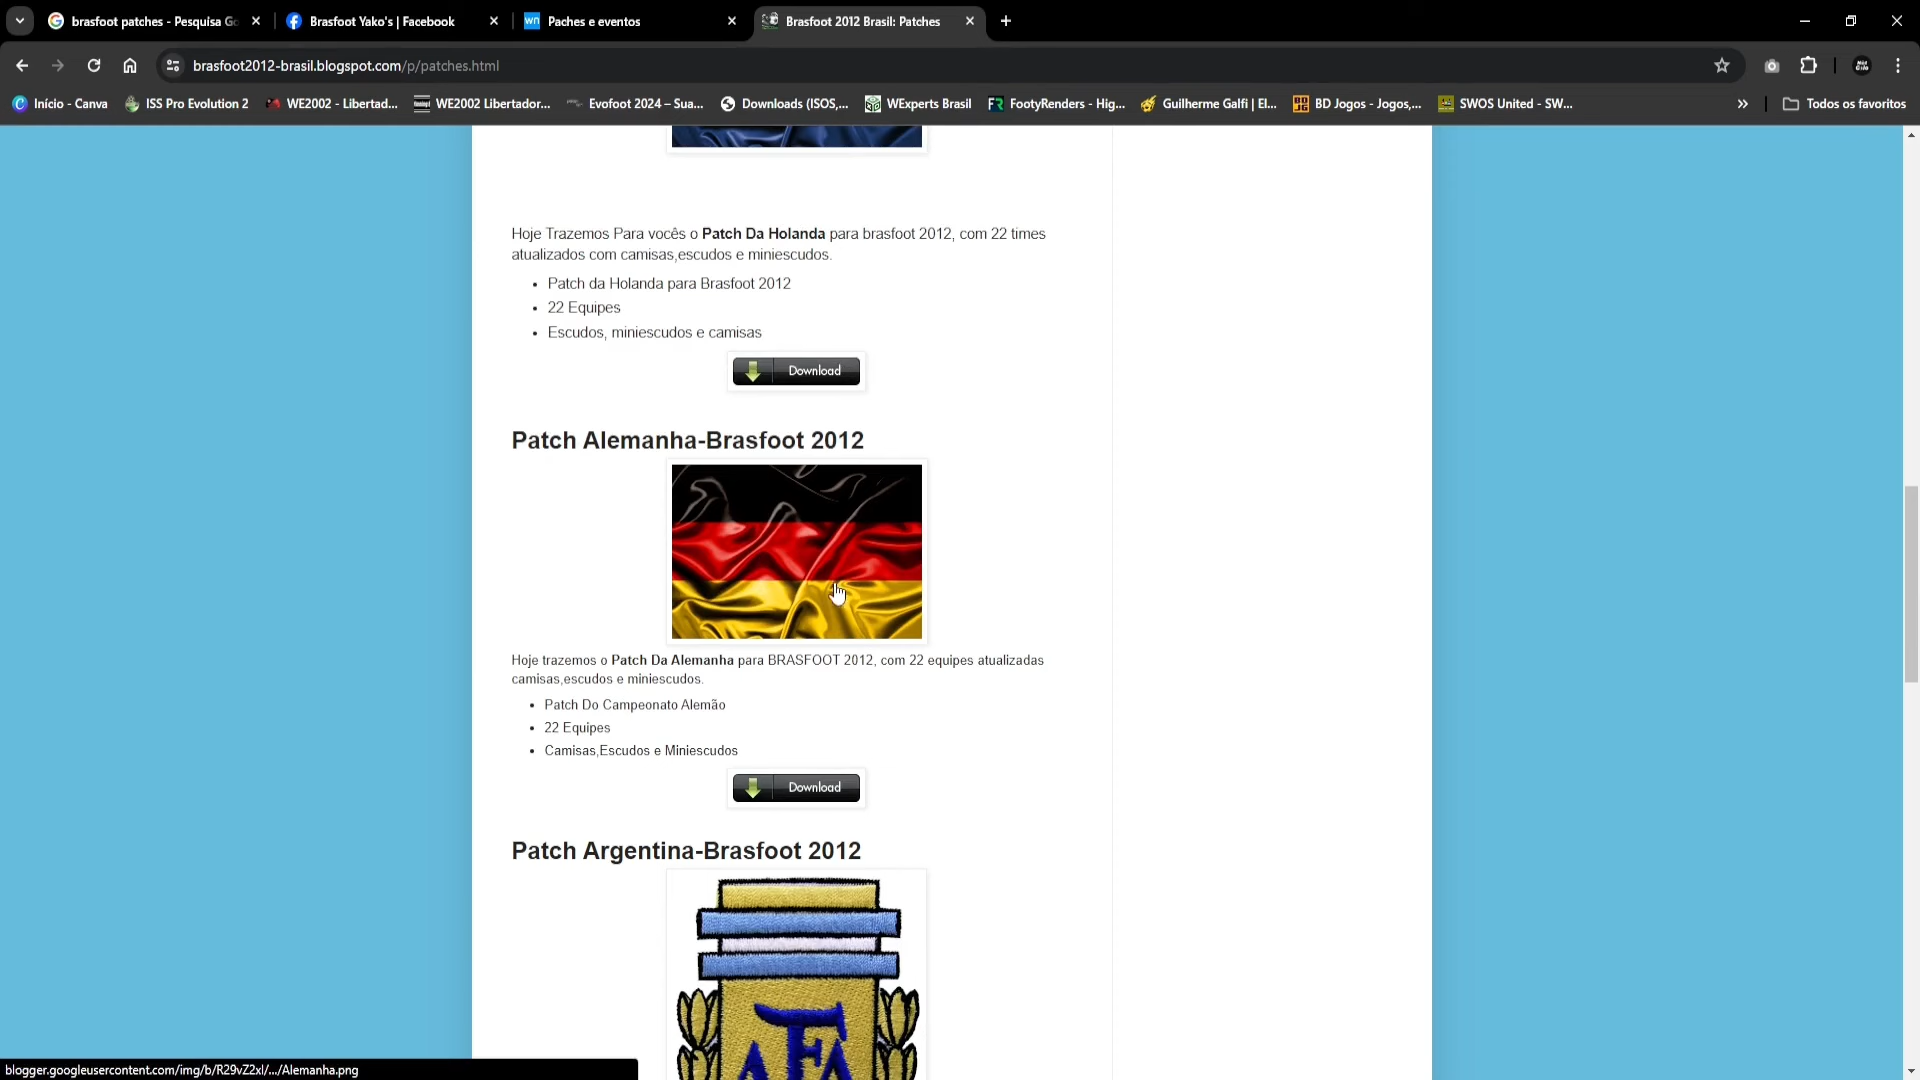 brasfoot patches - Pesquisa Go
Brasfoot Yako's | Facebook
Paches e eventos
Brasfoot 2012 Brasil: Patches
brasfoot2012-brasil.blogspot.com/p/patches.html
Início - Canva
ISS Pro Evolution 2
WE2002 - Libertad...
WE2002 Libertador...
Evofoot 2024 – Sua...
Downloads (ISOS,...
WExperts Brasil
FootyRenders - Hig...
Guilherme Galfi | El...
BD Jogos - Jogos,...
SWOS United - SW...
Todos os favoritos
Hoje Trazemos Para vocês o Patch Da Holanda para brasfoot 2012, com 22 times
atualizados com camisas,escudos e miniescudos.
Patch da Holanda para Brasfoot 2012
22 Equipes
Escudos, miniescudos e camisas
Download
Patch Alemanha-Brasfoot 2012
Hoje trazemos o Patch Da Alemanha para BRASFOOT 2012, com 22 equipes atualizadas
camisas,escudos e miniescudos.
Patch Do Campeonato Alemão
22 Equipes
Camisas,Escudos e Miniescudos
Download
Patch Argentina-Brasfoot 2012
AFA
blogger.googleusercontent.com/img/b/R29vZ2xl/.../Alemanha.png